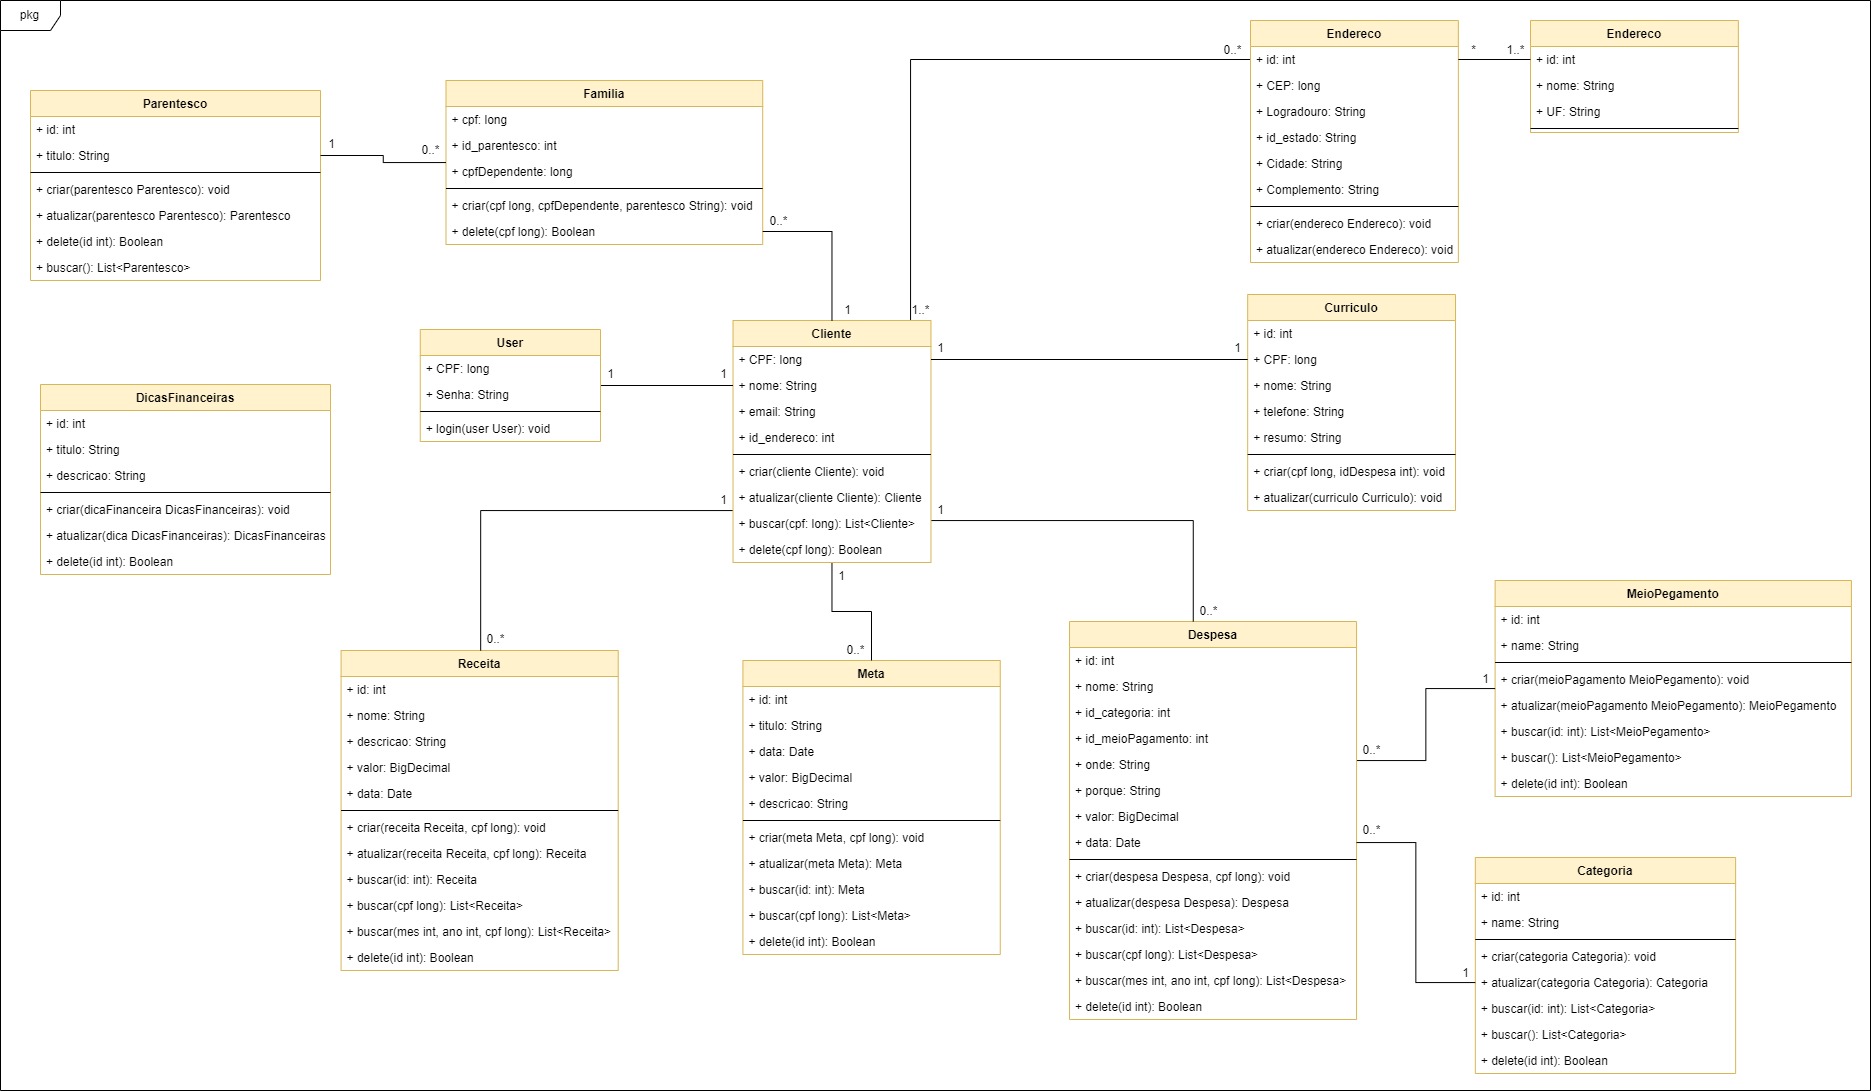 pkg
Parentesco
+ id: int
+ titulo: String
+ criar(parentesco Parentesco): void
+ atualizar(parentesco Parentesco): Parentesco
+ delete(id int): Boolean
+ buscar(): List<Parentesco>
1
0..*
Familia
+ cpf: long
+ id_parentesco: int
+ cpfDependente: long
+ criar(cpf long, cpfDependente, parentesco String): void
+ delete(cpf long): Boolean
0..*
1
0..*
1..*
Endereco
+ id: int
+ CEP: long
+ Logradouro: String
+ id_estado: String
+ Cidade: String
+ Complemento: String
+ criar(endereco Endereco): void
+ atualizar(endereco Endereco): void
*
1..*
Endereco
+ id: int
+ nome: String
+ UF: String
DicasFinanceiras
+ id: int
+ titulo: String
+ descricao: String
+ criar(dicaFinanceira DicasFinanceiras): void
+ atualizar(dica DicasFinanceiras): DicasFinanceiras
+ delete(id int): Boolean
User
+ CPF: long
+ Senha: String
+ login(user User): void
1
1
Cliente
+ CPF: long
+ nome: String
+ email: String
+ id_endereco: int
+ criar(cliente Cliente): void
+ atualizar(cliente Cliente): Cliente
+ buscar(cpf: long): List<Cliente>
+ delete(cpf long): Boolean
1
1
Curriculo
+ id: int
+ CPF: long
+ nome: String
+ telefone: String
+ resumo: String
+ criar(cpf long, idDespesa int): void
+ atualizar(curriculo Curriculo): void
1
0..*
Receita
+ id: int
+ nome: String
+ descricao: String
+ valor: BigDecimal
+ data: Date
+ criar(receita Receita, cpf long): void
+ atualizar(receita Receita, cpf long): Receita
+ buscar(id: int): Receita
+ buscar(cpf long): List<Receita>
+ buscar(mes int, ano int, cpf long): List<Receita>
+ delete(id int): Boolean
1
0..*
Meta
+ id: int
+ titulo: String
+ data: Date
+ valor: BigDecimal
+ descricao: String
+ criar(meta Meta, cpf long): void
+ atualizar(meta Meta): Meta
+ buscar(id: int): Meta
+ buscar(cpf long): List<Meta>
+ delete(id int): Boolean
1
0..*
Despesa
+ id: int
+ nome: String
+ id_categoria: int
+ id_meioPagamento: int
+ onde: String
+ porque: String
+ valor: BigDecimal
+ data: Date
+ criar(despesa Despesa, cpf long): void
+ atualizar(despesa Despesa): Despesa
+ buscar(id: int): List<Despesa>
+ buscar(cpf long): List<Despesa>
+ buscar(mes int, ano int, cpf long): List<Despesa>
+ delete(id int): Boolean
0..*
1
MeioPegamento
+ id: int
+ name: String
+ criar(meioPagamento MeioPegamento): void
+ atualizar(meioPagamento MeioPegamento): MeioPegamento
+ buscar(id: int): List<MeioPegamento>
+ buscar(): List<MeioPegamento>
+ delete(id int): Boolean
0..*
1
Categoria
+ id: int
+ name: String
+ criar(categoria Categoria): void
+ atualizar(categoria Categoria): Categoria
+ buscar(id: int): List<Categoria>
+ buscar(): List<Categoria>
+ delete(id int): Boolean